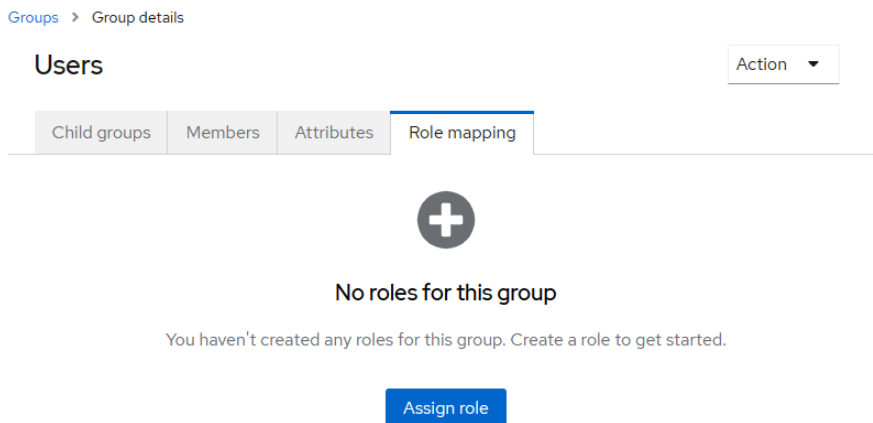 Groups > Group details
Users
Action
Child groups Members Attributes Role mapping
No roles for this group
You haven't created any roles for this group. Create a role to get started.
Assign role